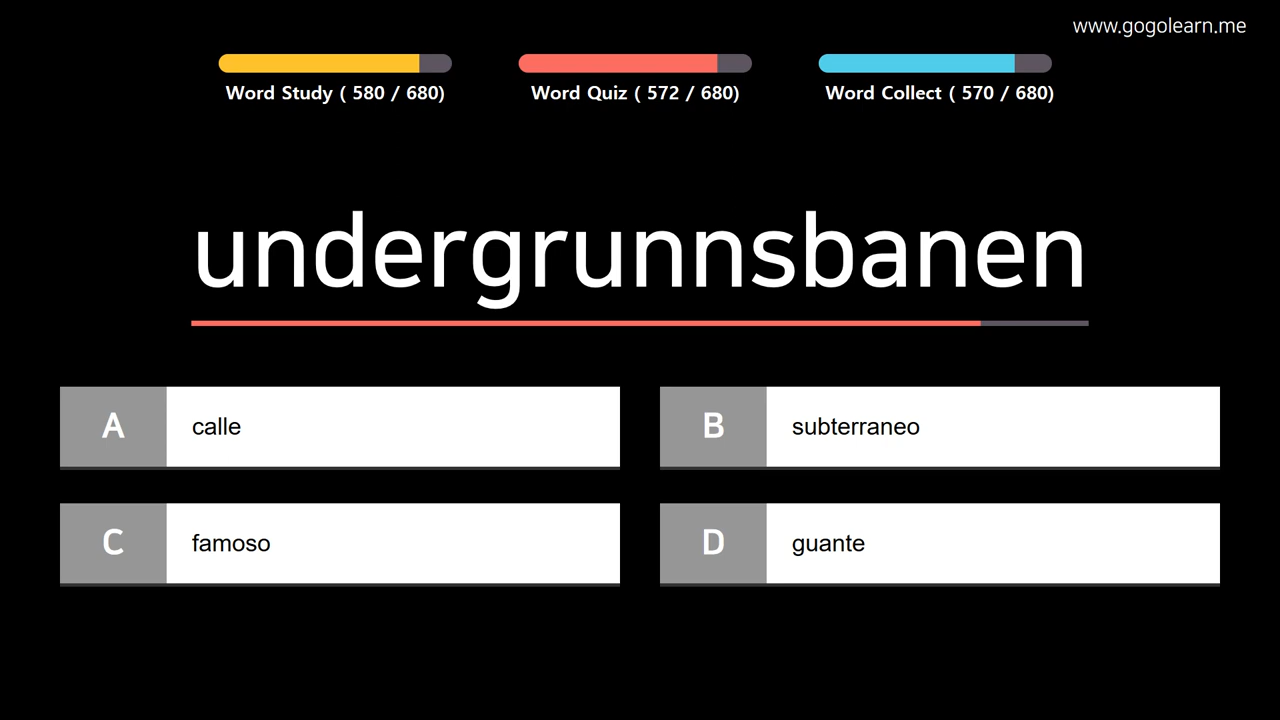 www.gogolearn.me
Word Study ( 580 / 680)
Word Quiz ( 572 / 680)
Word Collect ( 570 / 680)
undergrunnsbanen
A calle
B subterraneo
C famoso
D guante